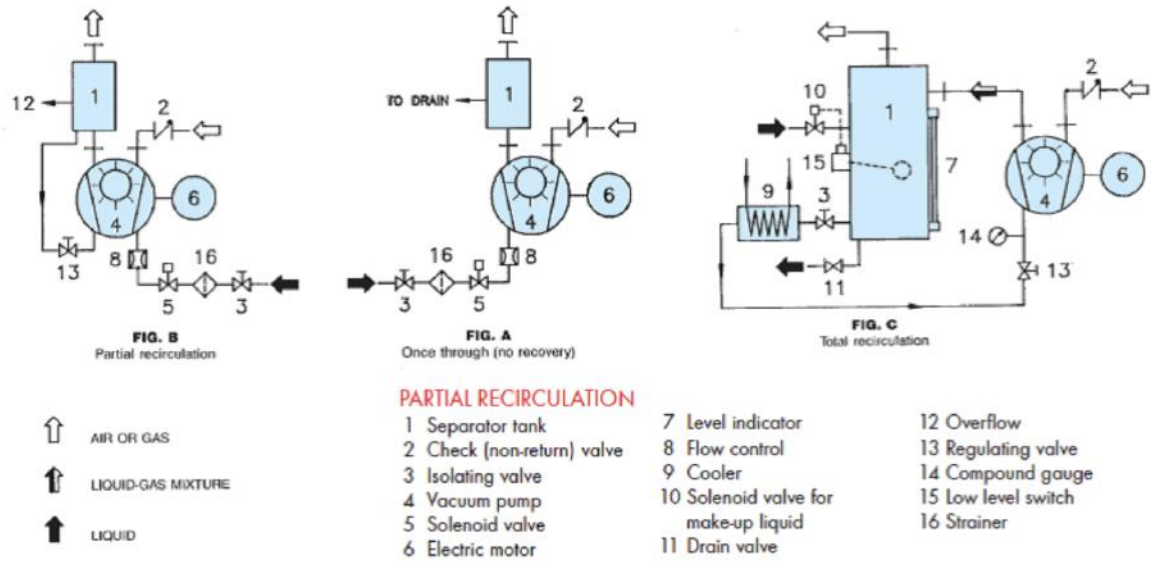 1
12
2
4
6
13
8
16
5
3
FIG. B
Partial recirculation
TO DRAIN
1
2
4
6
16
8
3
5
FIG. A
Once through (no recovery)
10
1
2
15
7
6
9
3
4
14
11
13
FIG. C
Total recirculation
AIR OR GAS
LIQUID-GAS MIXTURE
LIQUID
PARTIAL RECIRCULATION
1 Separator tank
2 Check (non-return) valve
3 Isolating valve
4 Vacuum pump
5 Solenoid valve
6 Electric motor
7 Level indicator
8 Flow control
9 Cooler
10 Solenoid valve for
make-up liquid
11 Drain valve
12 Overflow
13 Regulating valve
14 Compound gauge
15 Low level switch
16 Strainer